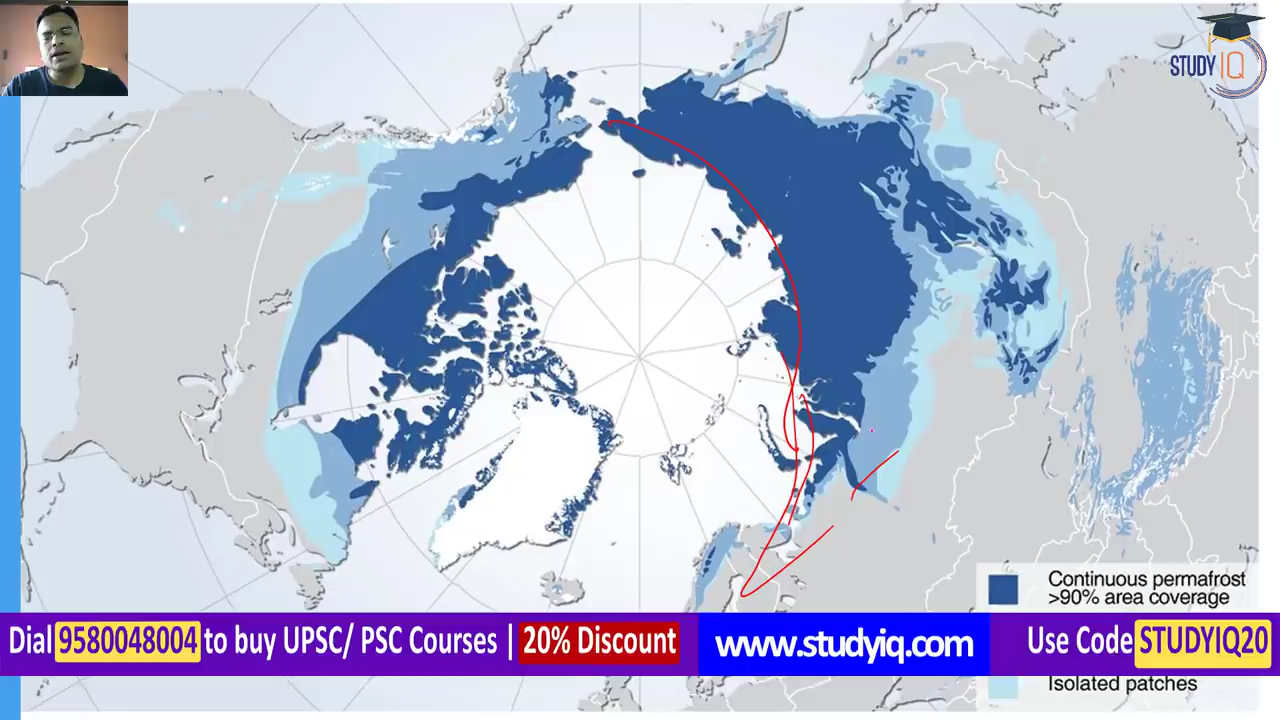 STUDY IQ
Continuous permafrost
>90% area coverage
Dial 9580048004 to buy UPSC/ PSC Courses | 20% Discount
www.studyiq.com
Use Code STUDYIQ20
Isolated patches